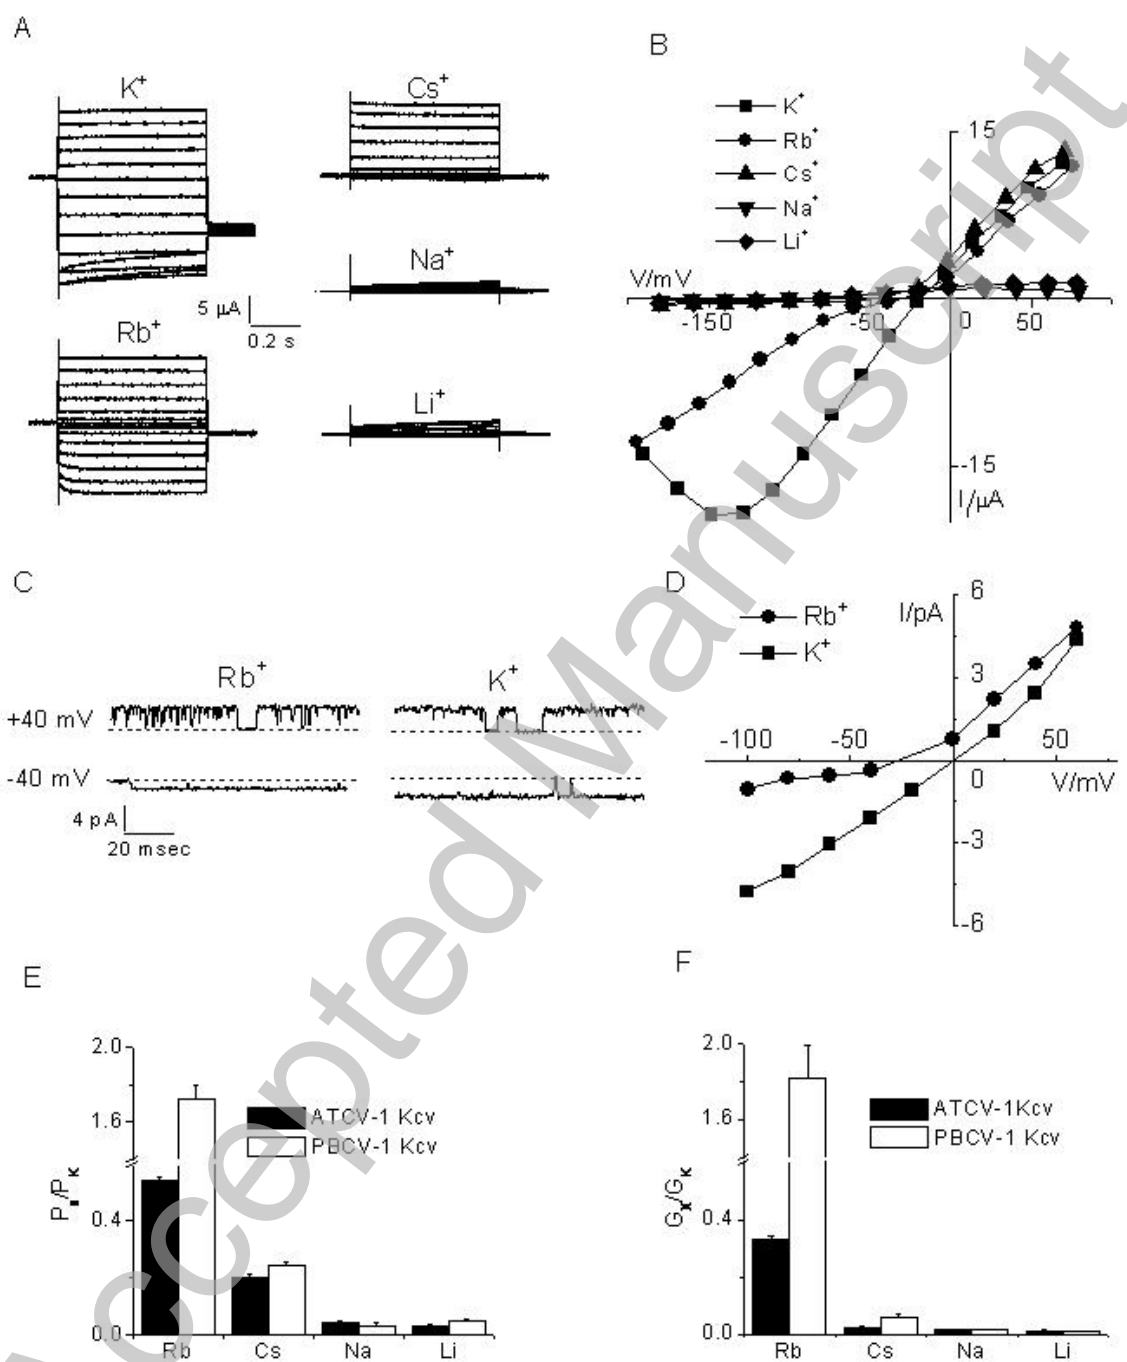 A
K+
Cs+
Na+
5 µA
0.2 s
Rb+
Li+
B
K+
Rb+
Cs+
Na+
Li+
15
V/mV
-150
-50
0
50
-15
I/µA
C
Rb+
K+
+40 mV
-40 mV
4 pA
20 msec
D
Rb+
K+
I/pA
6
3
-100
-50
50
0
V/mV
-3
-6
E
2.0
1.6
0.4
0.0
Px/PK
ATCV-1 Kcv
PBCV-1 Kcv
Rb Cs Na Li
F
2.0
1.6
0.4
0.0
GX/GK
ATCV-1Kcv
PBCV-1 Kcv
Rb Cs Na Li
Accepted Manuscript